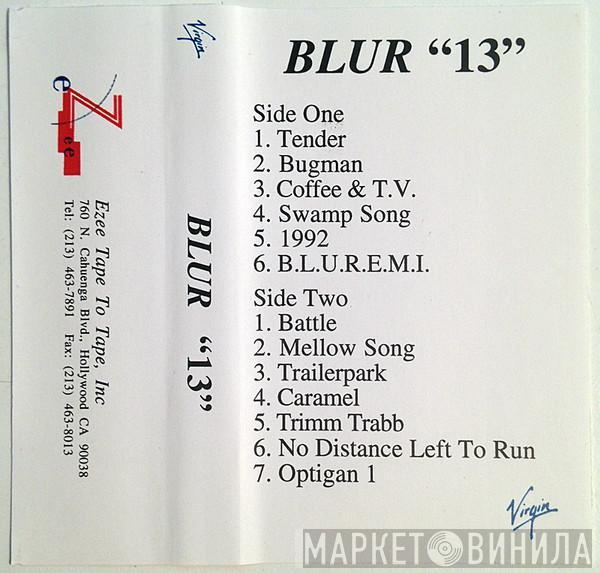 eZee
Ezee Tape To Tape, Inc
760 N. Cahuenga Blvd., Hollywood CA 90038
Tel: (213) 463-7891 Fax: (213) 463-8013
Virgin
BLUR "13"
BLUR "13"
Side One
1. Tender
2. Bugman
3. Coffee & T.V.
4. Swamp Song
5. 1992
6. B.L.U.R.E.M.I.
Side Two
1. Battle
2. Mellow Song
3. Trailerpark
4. Caramel
5. Trimm Trabb
6. No Distance Left To Run
7. Optigan 1
Virgin
МАРКЕТ ВИНИЛА